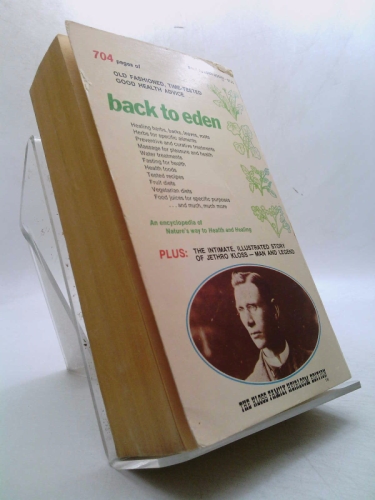 704 pages of
OLD FASHIONED, TIME-TESTED
GOOD HEALTH ADVICE
back to eden
Healing herbs, barks, leaves, roots
Herbs for specific ailments
Preventive and curative treatments
Massage for pleasure and health
Water treatments
Fasting for health
Health foods
Tested recipes
Fruit diets
Vegetarian diets
Food juices for specific purposes
... and much, much more
An encyclopedia of
Nature's way to Health and Healing
PLUS: THE INTIMATE, ILLUSTRATED STORY
OF JETHRO KLOSS — MAN AND LEGEND
THE KLOSS FAMILY HEIRLOOM EDITION